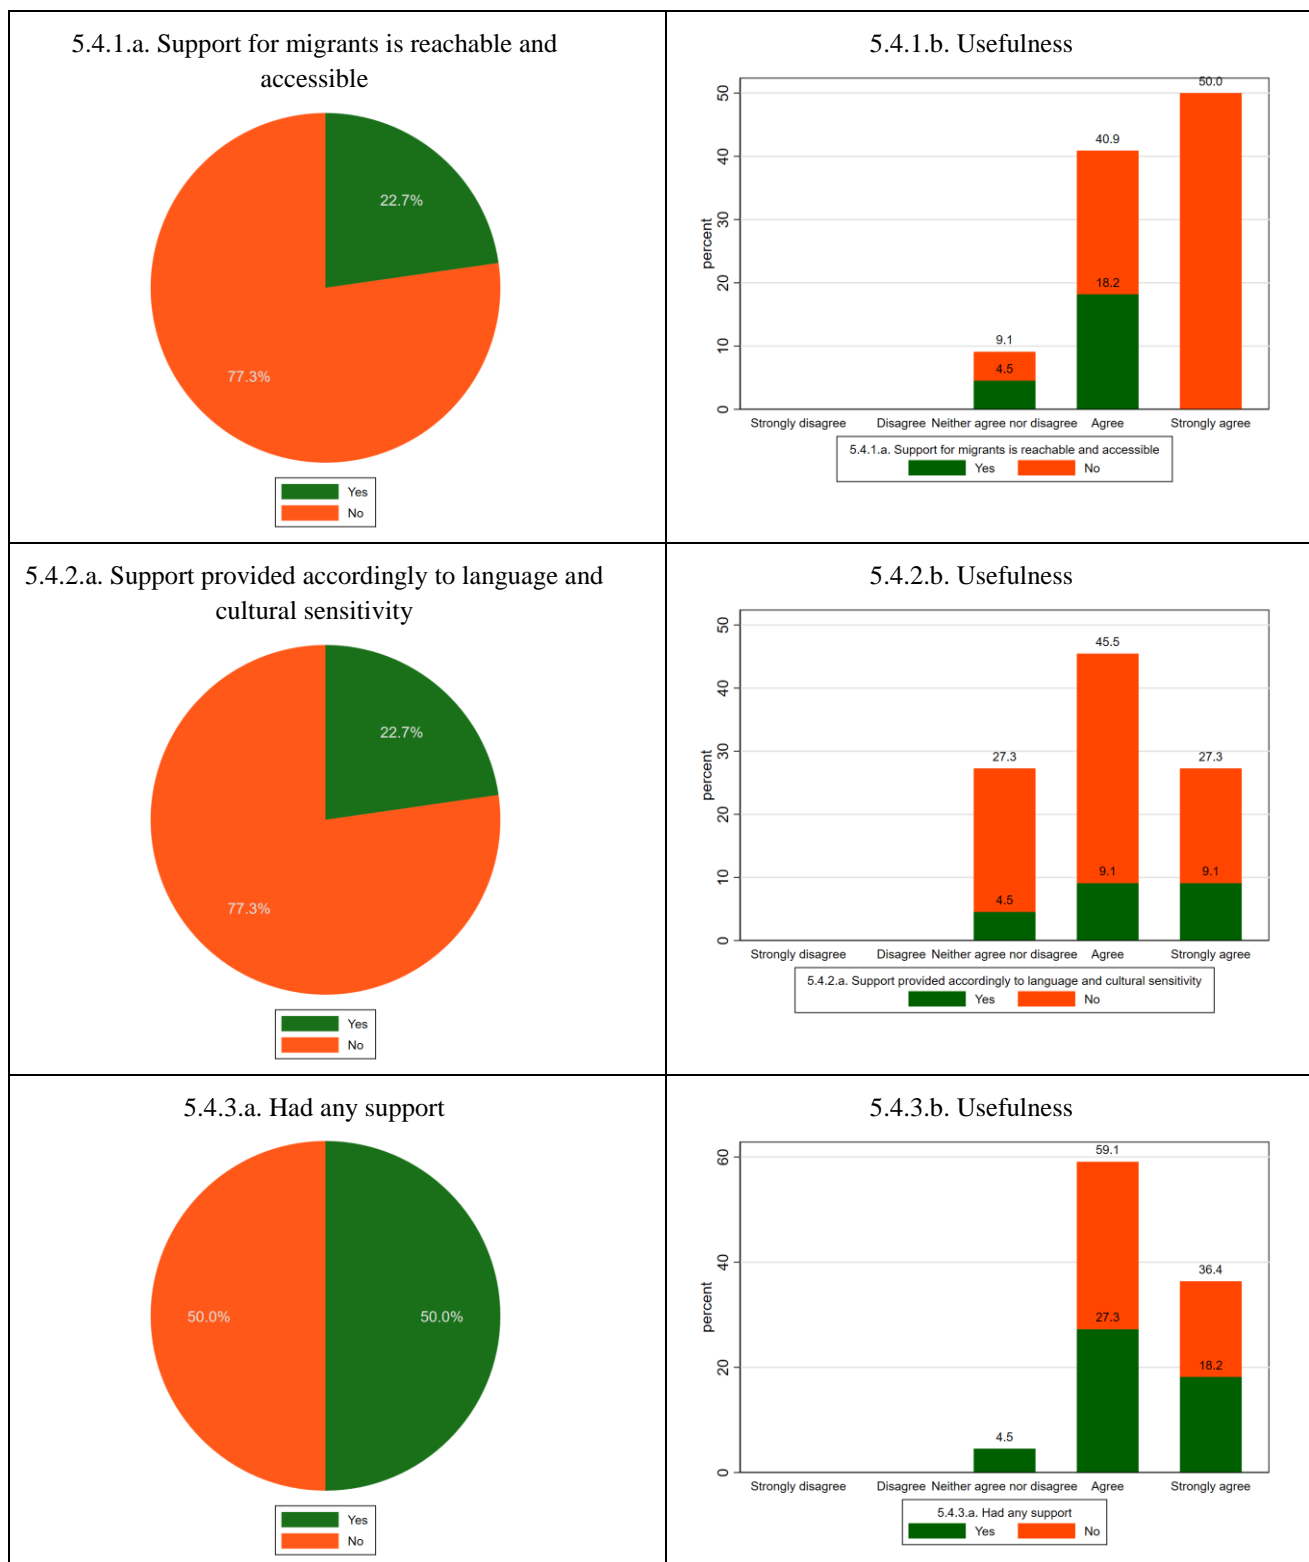 5.4.1.a. Support for migrants is reachable and
accessible
22.7%
77.3%
Yes
No
5.4.1.b. Usefulness
50.0
50
40.9
40
30
percent
18.2
20
9.1
10
4.5
0
Strongly disagree Disagree Neither agree nor disagree Agree Strongly agree
5.4.1.a. Support for migrants is reachable and accessible
Yes No
5.4.2.a. Support provided accordingly to language and
cultural sensitivity
22.7%
77.3%
Yes
No
5.4.2.b. Usefulness
50
45.5
40
27.3 27.3
30
percent
20
9.1 9.1
10
4.5
0
Strongly disagree Disagree Neither agree nor disagree Agree Strongly agree
5.4.2.a. Support provided accordingly to language and cultural sensitivity
Yes No
5.4.3.a. Had any support
50.0% 50.0%
Yes
No
5.4.3.b. Usefulness
59.1
60
36.4
40
percent
27.3
18.2
20
4.5
0
Strongly disagree Disagree Neither agree nor disagree Agree Strongly agree
5.4.3.a. Had any support
Yes No